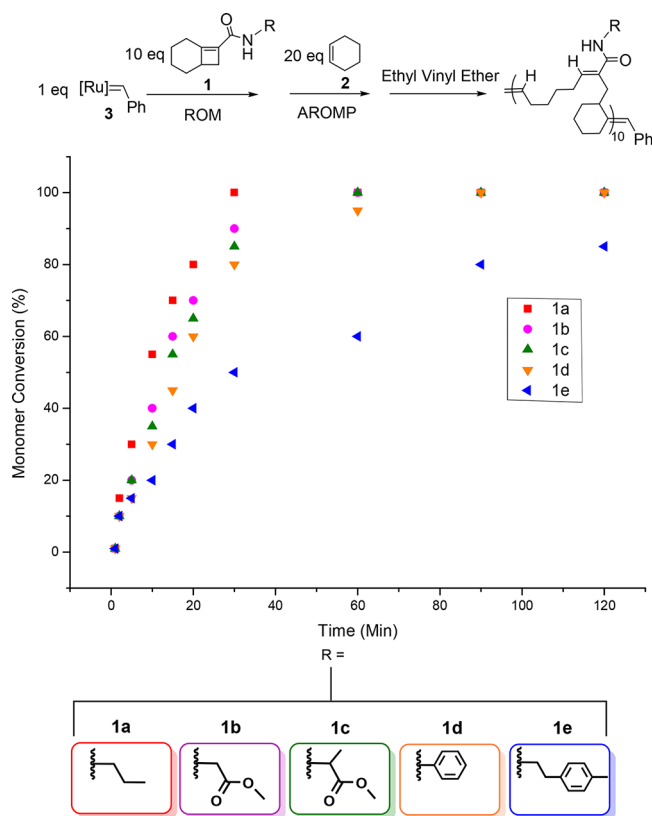 10 eq
1
R
N
H
O
20 eq
2
1 eq
[Ru]
Ph
3
ROM
AROMP
Ethyl Vinyl Ether
H
R
HN
O
10
Ph
Monomer Conversion (%)
100
80
60
40
20
0
1a
1b
1c
1d
1e
0 20 40 60 80 100 120
Time (Min)
R =
1a 1b 1c 1d 1e
O
O
O
O